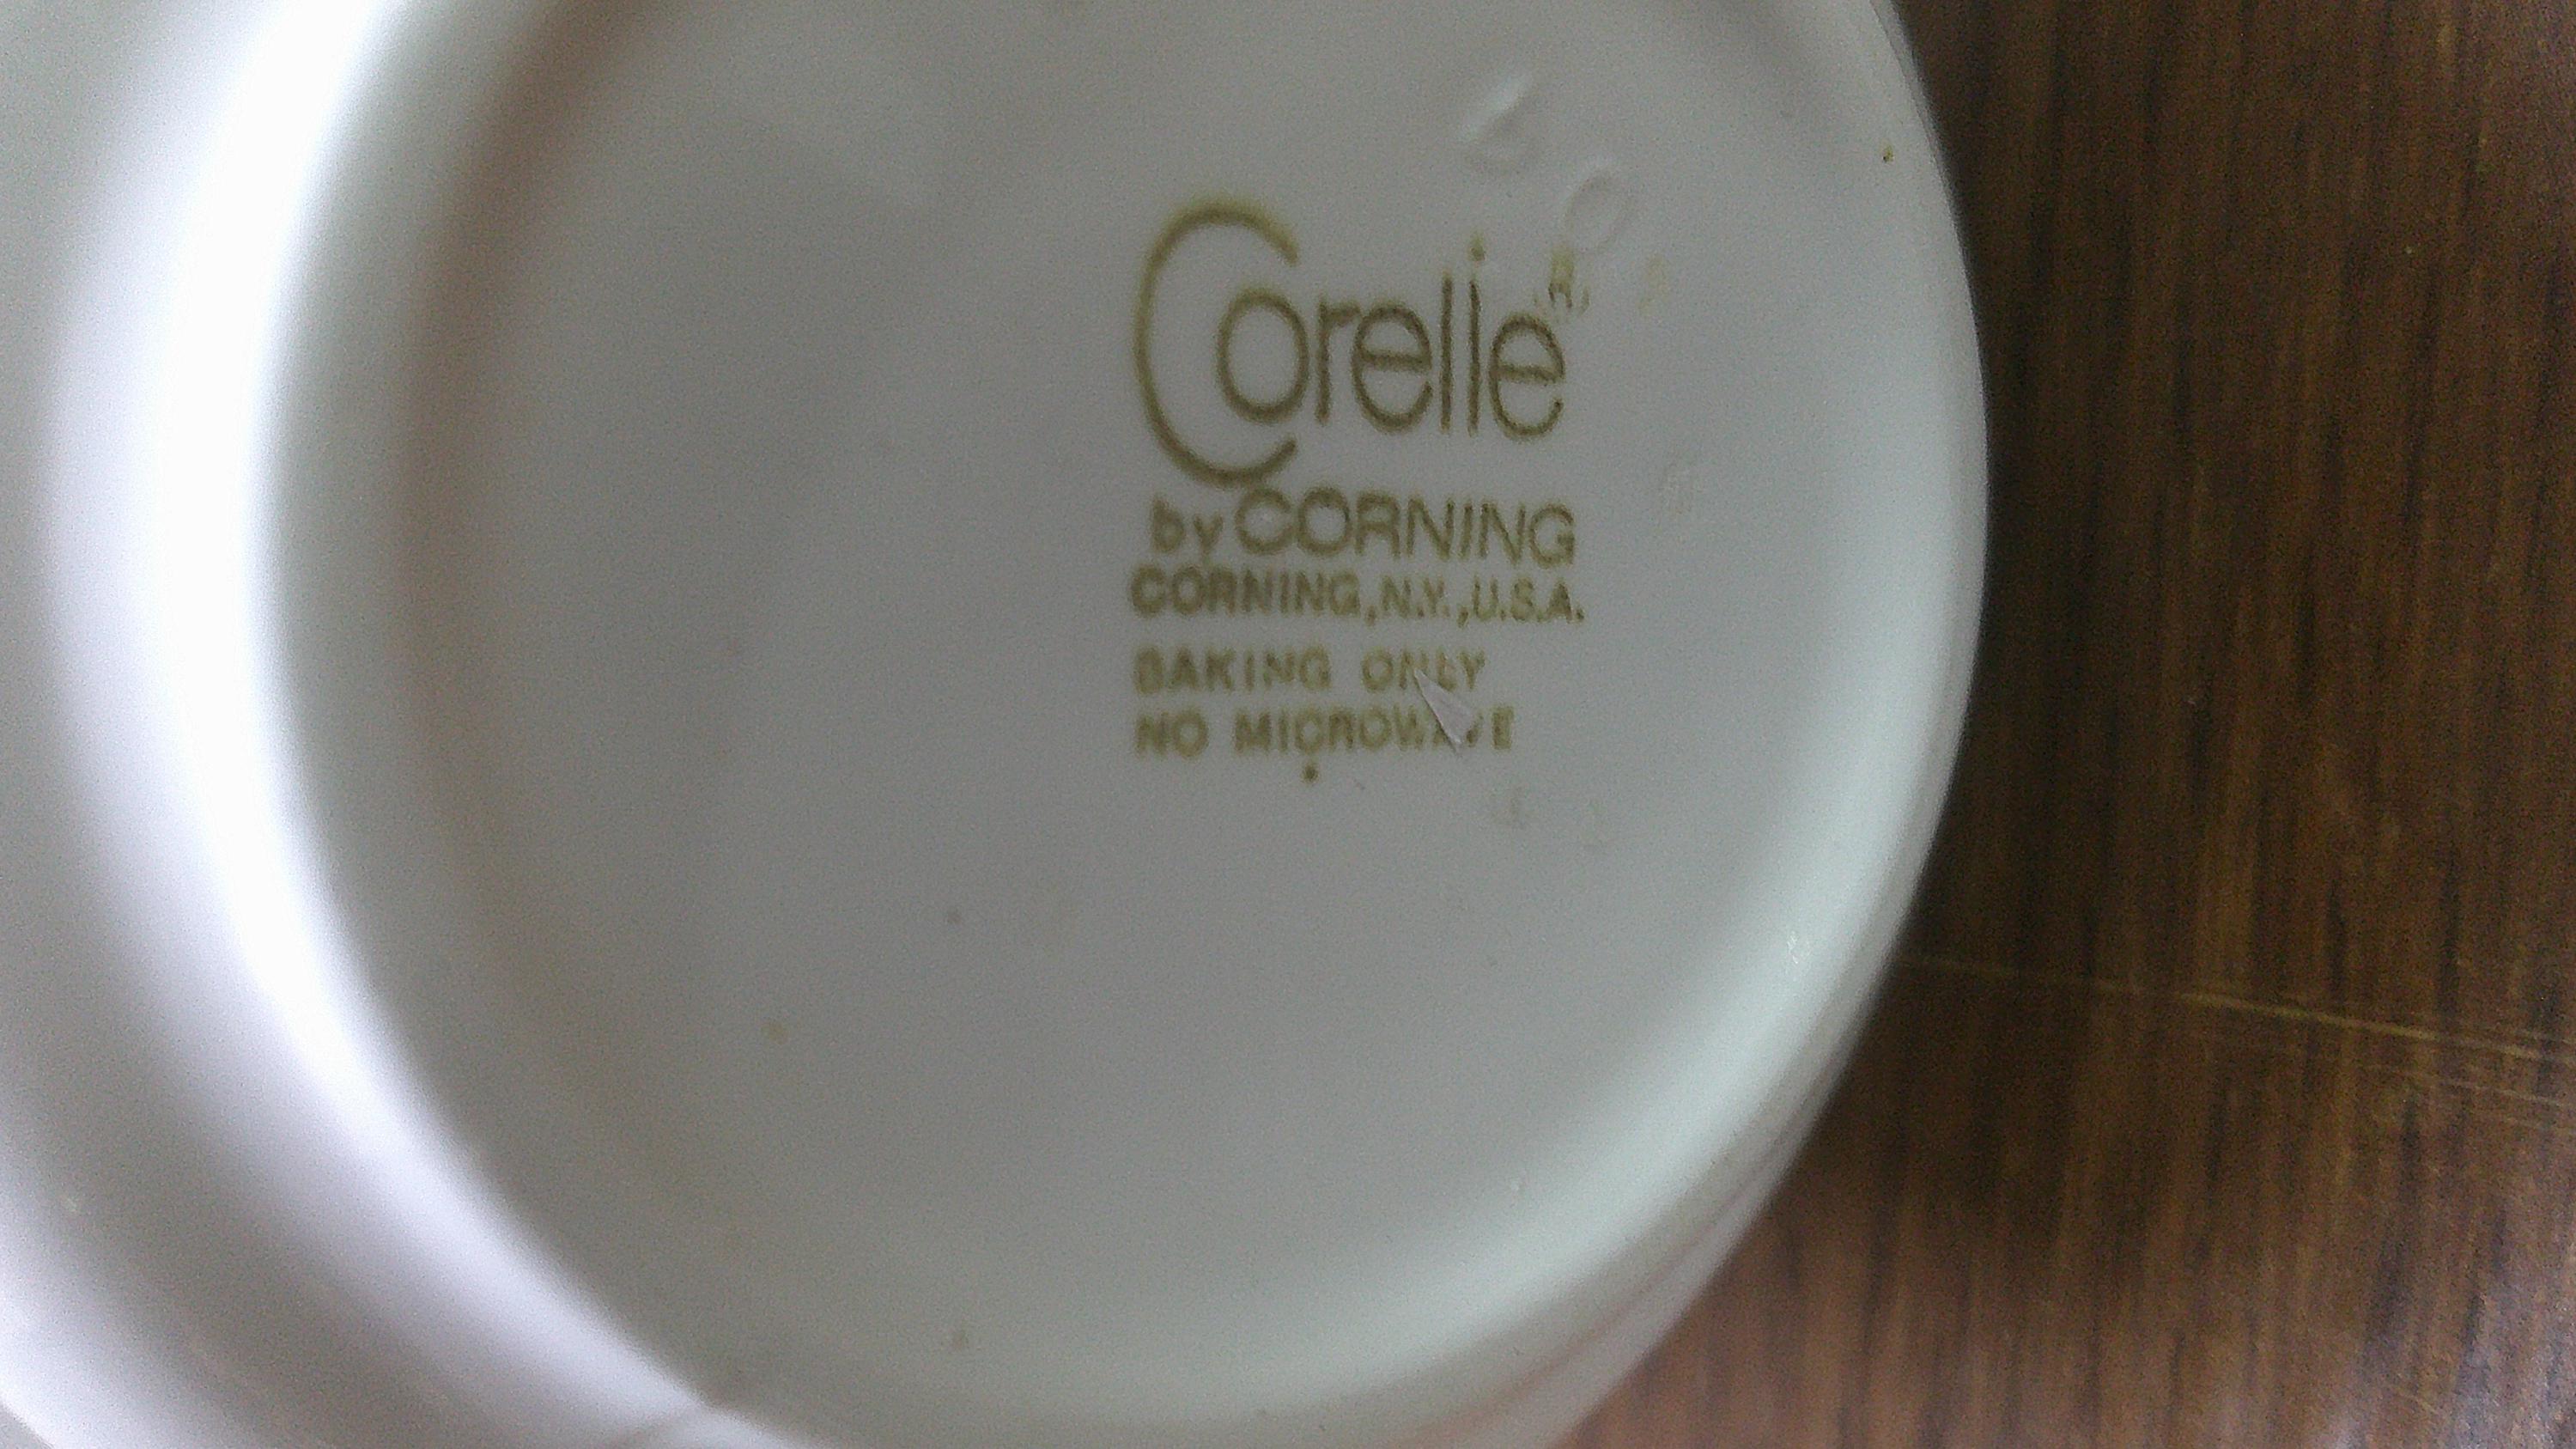 Corelle®
by CORNING
CORNING, N.Y., U.S.A.
BAKING ONLY
NO MICROWAVE